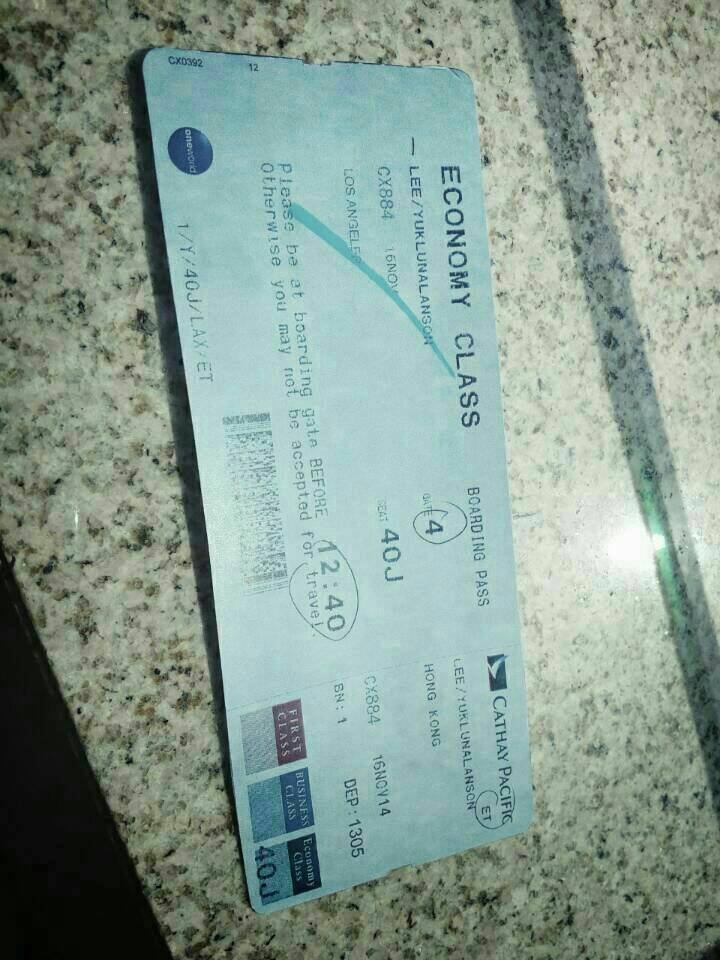 CX0392 12
oneworld
ECONOMY CLASS
LEE/YUKLUNALANSON
CX884 16NOV
LOS ANGELES
Please be at boarding gate BEFORE 12:40
Otherwise you may not be accepted for travel.
1/Y/40J/LAX/ET
BOARDING PASS
GATE 4
SEAT 40J
CATHAY PACIFIC
LEE/YUKLUNALANSON ET
HONG KONG
CX884 16NOV14
BN: 1 DEP: 1305
FIRST CLASS
BUSINESS CLASS
Economy Class
40J